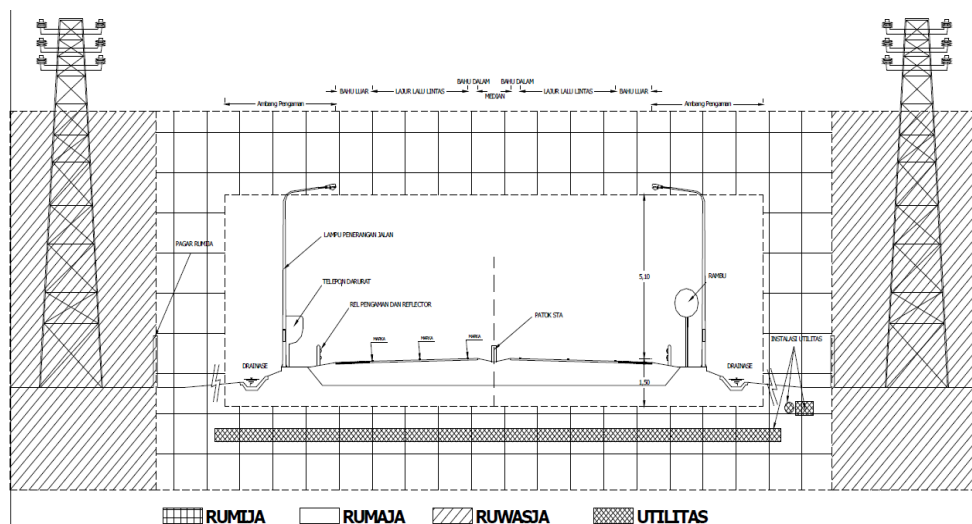 BAHU DALAM BAHU DALAM
BAHU LUAR LAJUR LALU LINTAS MEDIAN LAJUR LALU LINTAS BAHU LUAR
Ambang Pengaman Ambang Pengaman
PAGAR RUMIJA
LAMPU PENERANGAN JALAN
TELEPON DARURAT
REL PENGAMAN DAN REFLECTOR
MARKA MARKA MARKA
PATOK STA
5,10
RAMBU
INSTALASI UTILITAS
DRAINASE DRAINASE
1,50
RUMIJA RUMAJA RUWASJA UTILITAS